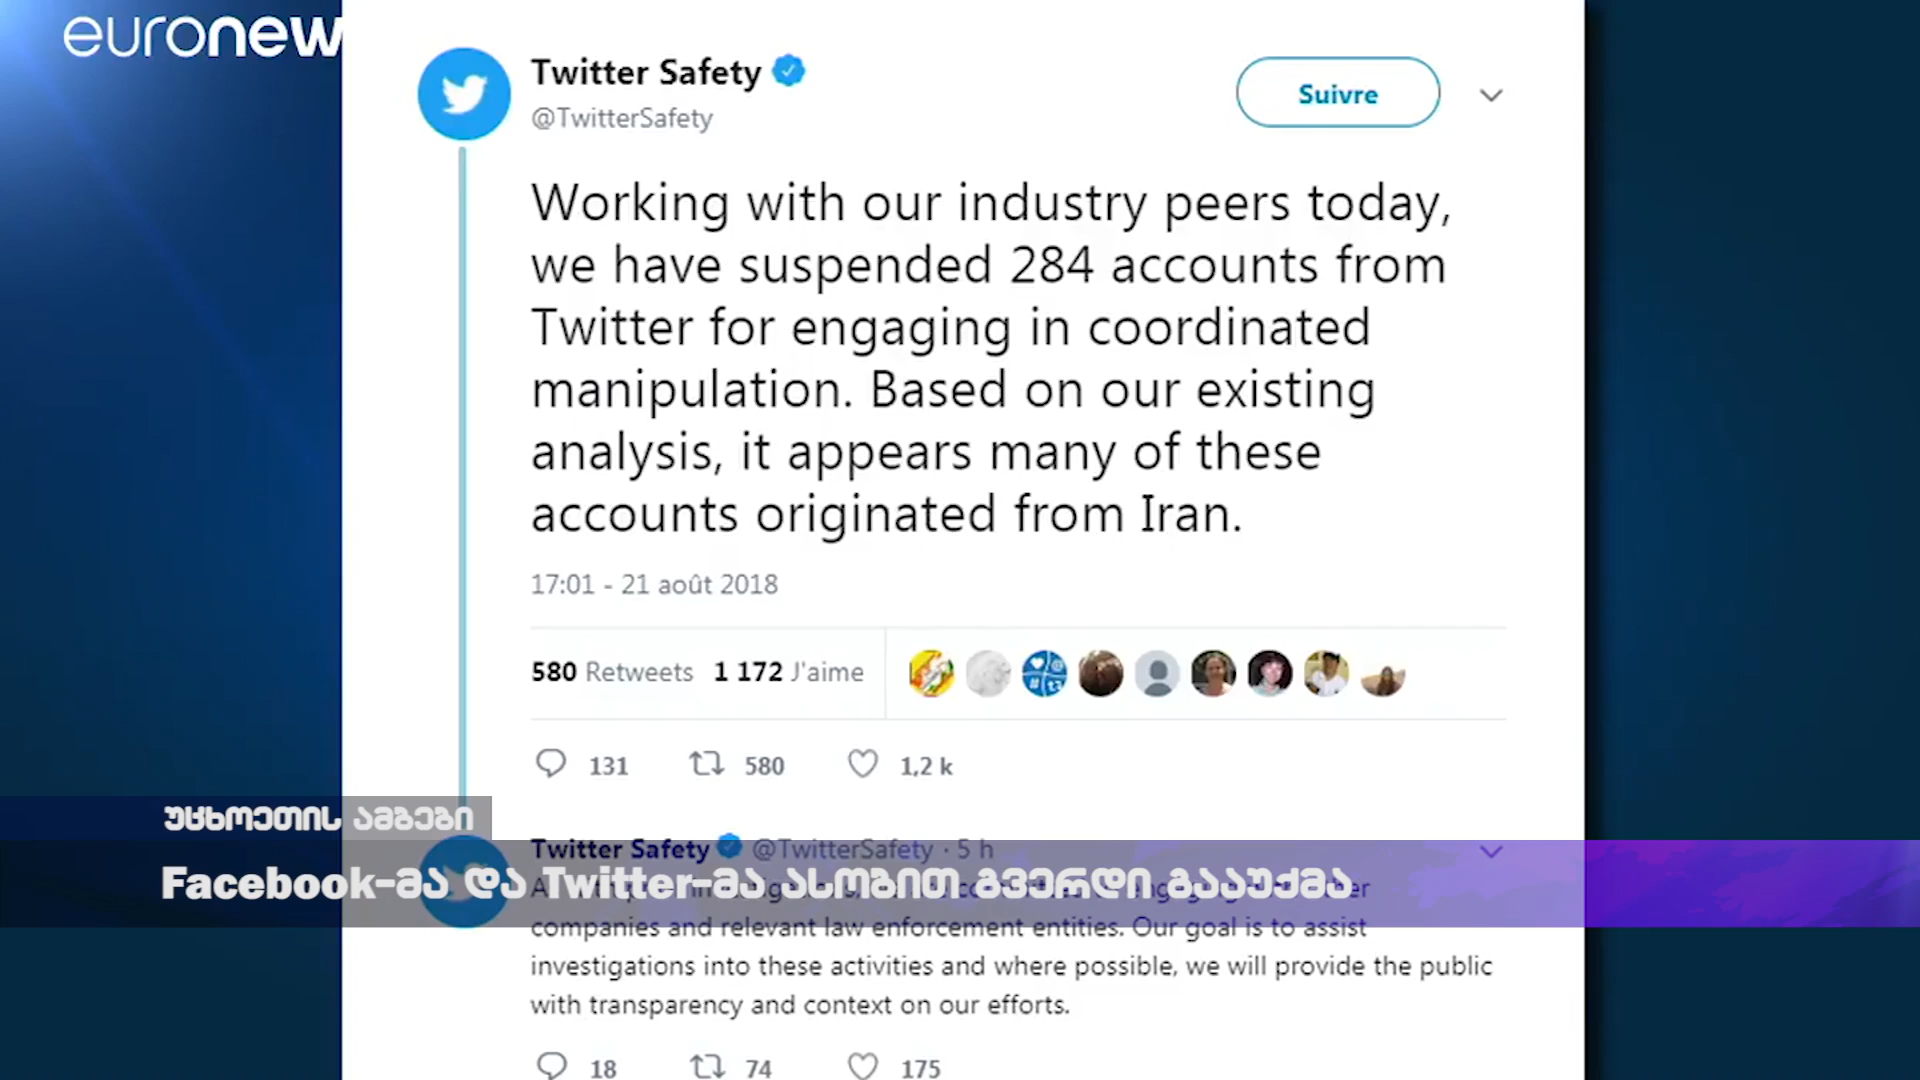 euronew
Twitter Safety
@TwitterSafety
Suivre
Working with our industry peers today,
we have suspended 284 accounts from
Twitter for engaging in coordinated
manipulation. Based on our existing
analysis, it appears many of these
accounts originated from Iran.
17:01 - 21 août 2018
580 Retweets 1 172 J'aime
131 580 1,2 k
უცხოეთის ამბები
Twitter Safety @TwitterSafety · 5 h
Facebook-მა და Twitter-მა ასობით გვერდი გააუქმა
companies and relevant law enforcement entities. Our goal is to assist
investigations into these activities and where possible, we will provide the public
with transparency and context on our efforts.
18 74 175